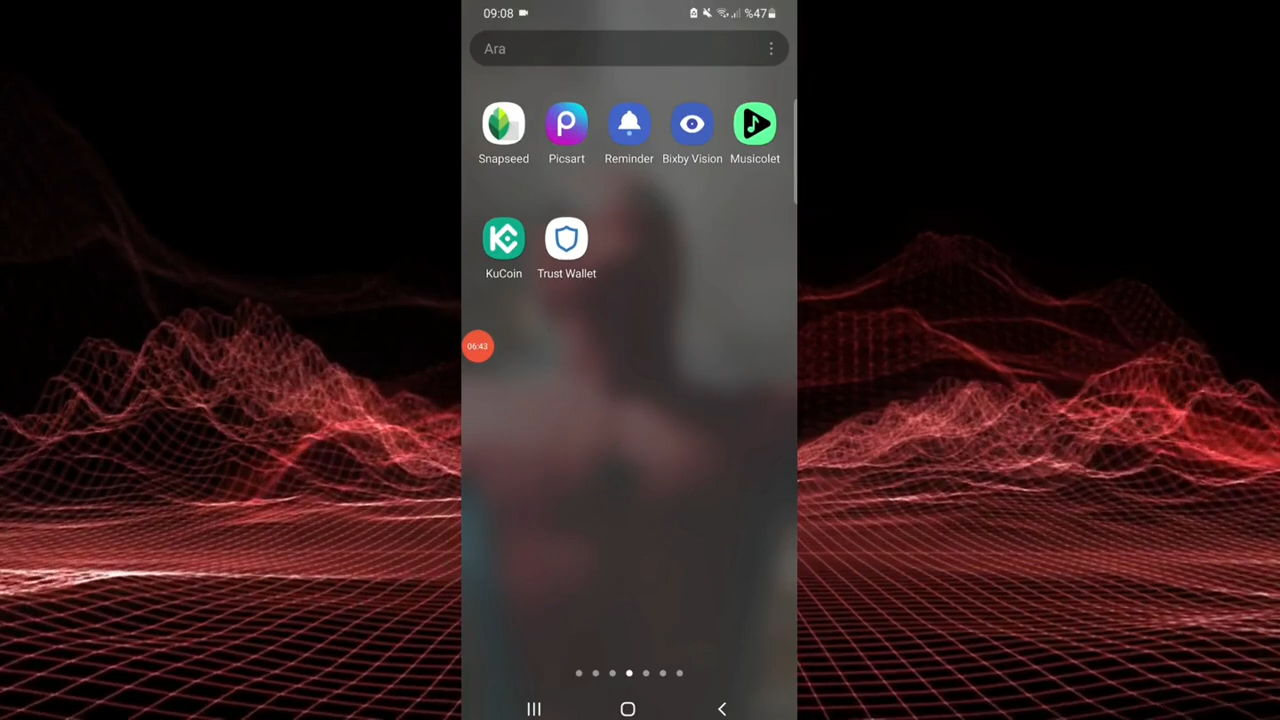 09:08 %47
Ara
Snapseed Picsart Reminder Bixby Vision Musicolet
KuCoin Trust Wallet
06:43